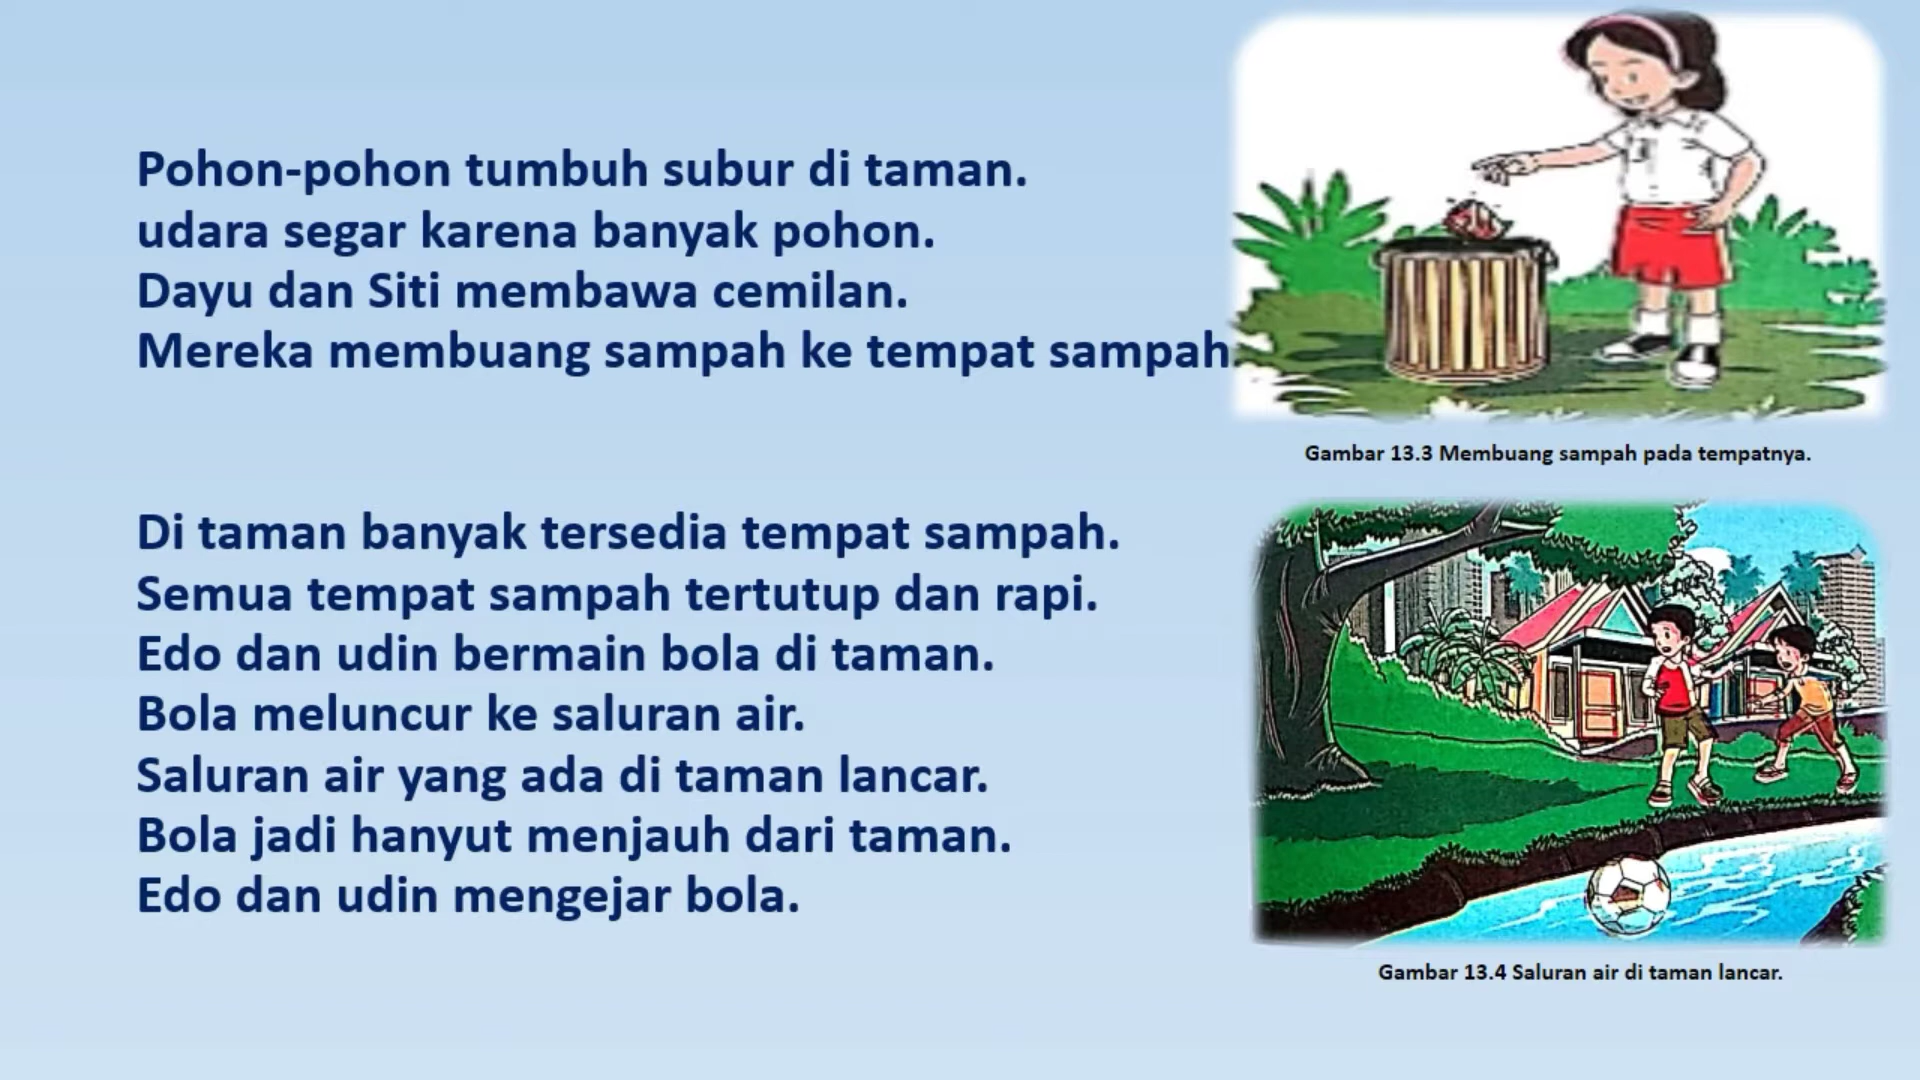 Pohon-pohon tumbuh subur di taman.
udara segar karena banyak pohon.
Dayu dan Siti membawa cemilan.
Mereka membuang sampah ke tempat sampah.
Gambar 13.3 Membuang sampah pada tempatnya.
Di taman banyak tersedia tempat sampah.
Semua tempat sampah tertutup dan rapi.
Edo dan udin bermain bola di taman.
Bola meluncur ke saluran air.
Saluran air yang ada di taman lancar.
Bola jadi hanyut menjauh dari taman.
Edo dan udin mengejar bola.
Gambar 13.4 Saluran air di taman lancar.